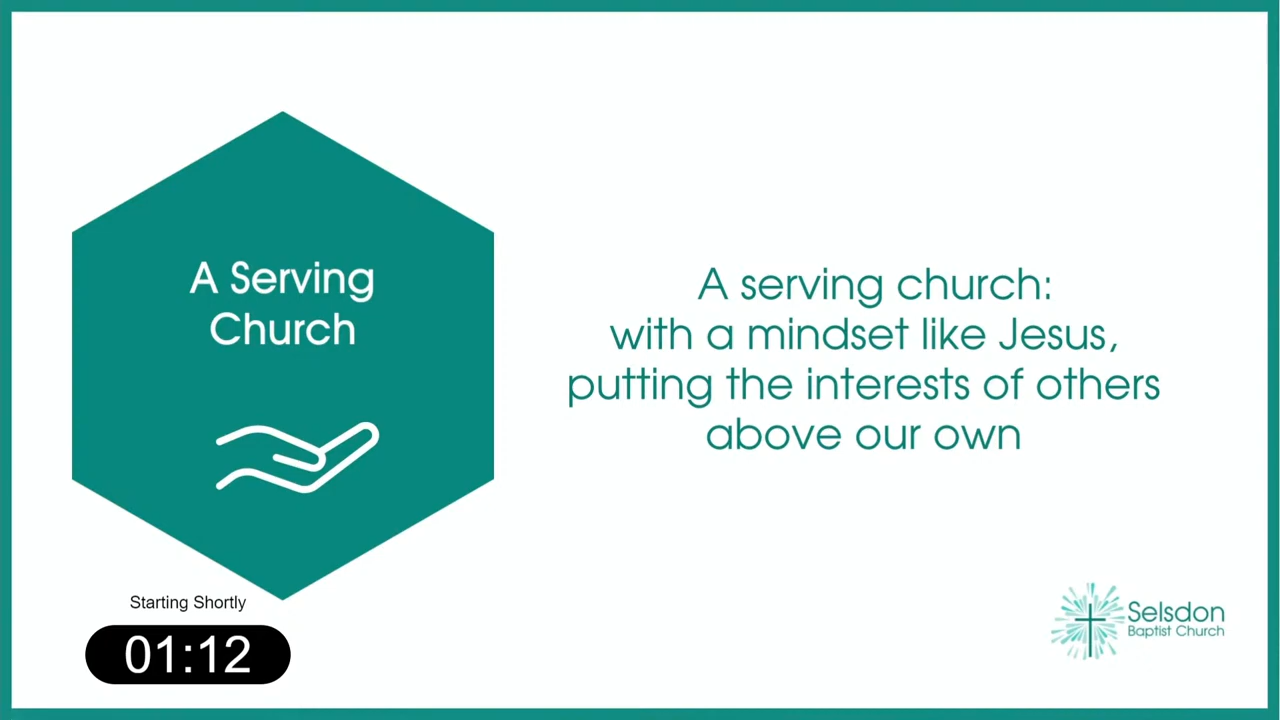 A Serving
Church
A serving church:
with a mindset like Jesus,
putting the interests of others
above our own
Starting Shortly
01:12
Selsdon
Baptist Church